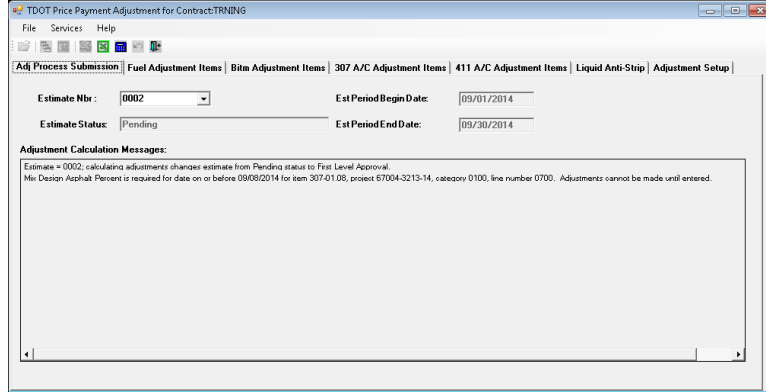 TDOT Price Payment Adjustment for Contract:TRNING
File Services Help
Adj Process Submission Fuel Adjustment Items Bitm Adjustment Items 307 A/C Adjustment Items 411 A/C Adjustment Items Liquid Anti-Strip Adjustment Setup
Estimate Nbr : 0002 Est Period Begin Date: 09/01/2014
Estimate Status: Pending Est Period End Date: 09/30/2014
Adjustment Calculation Messages:
Estimate = 0002; calculating adjustments changes estimate from Pending status to First Level Approval.
Mix Design Asphalt Percent is required for date on or before 09/08/2014 for item 307-01.08, project 67004-3213-14, category 0100, line number 0700. Adjustments cannot be made until entered.